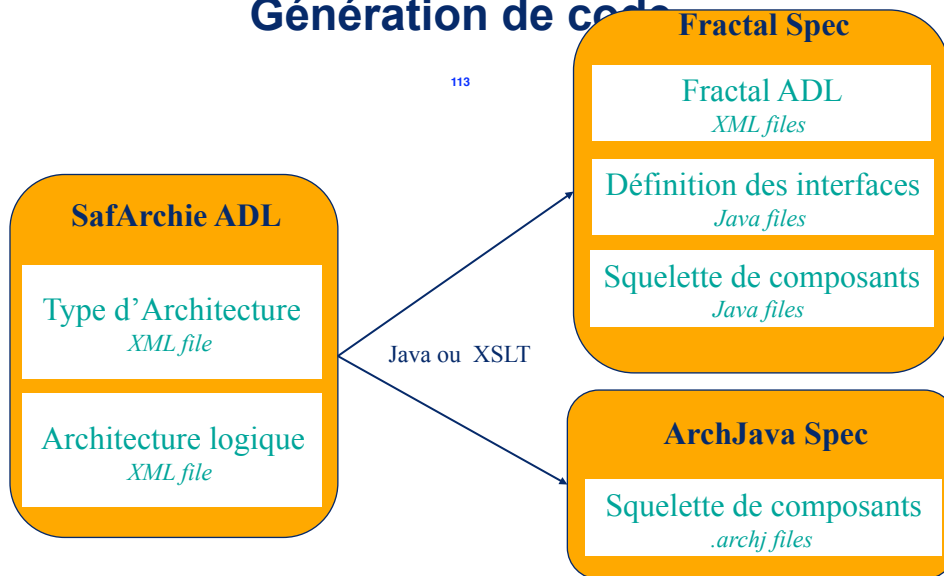 Génération de code
113
SafArchie ADL
Type d’Architecture
XML file
Architecture logique
XML file
Java ou XSLT
Fractal Spec
Fractal ADL
XML files
Définition des interfaces
Java files
Squelette de composants
Java files
ArchJava Spec
Squelette de composants
.archj files